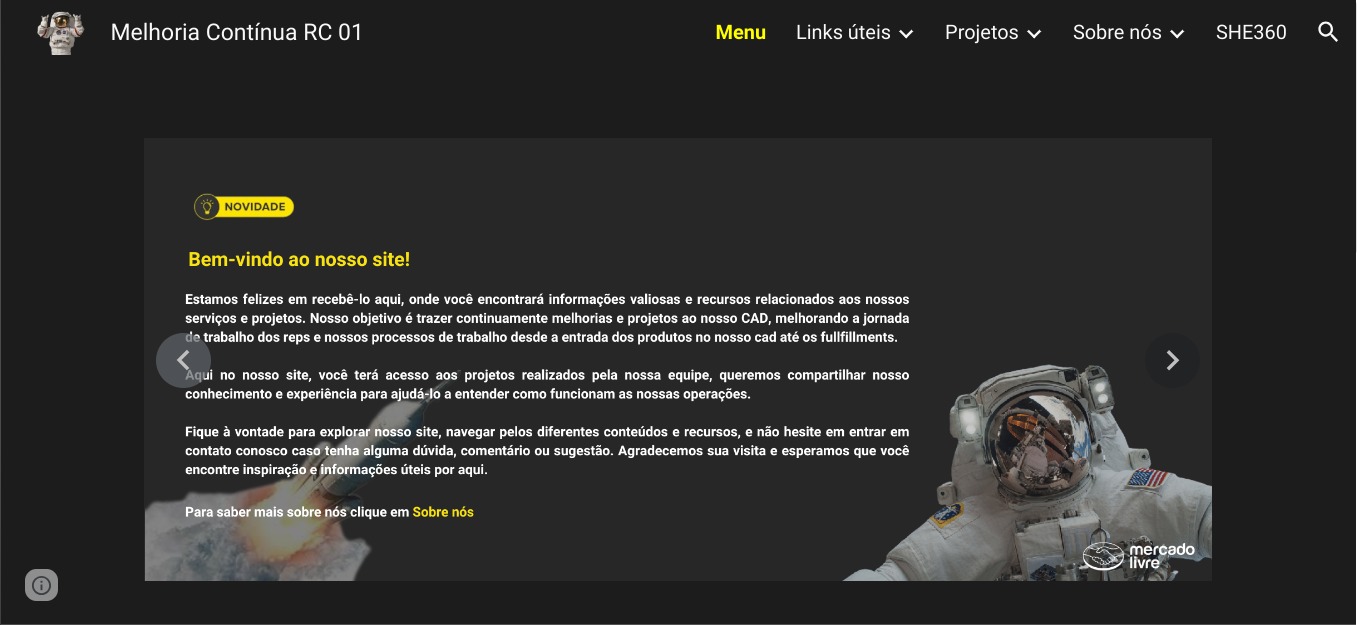 Melhoria Contínua RC 01
Menu
Links úteis
Projetos
Sobre nós
SHE360
NOVIDADE
Bem-vindo ao nosso site!
Estamos felizes em recebê-lo aqui, onde você encontrará informações valiosas e recursos relacionados aos nossos
serviços e projetos. Nosso objetivo é trazer continuamente melhorias e projetos ao nosso CAD, melhorando a jornada
de trabalho dos reps e nossos processos de trabalho desde a entrada dos produtos no nosso cad até os fullfillments.
Aqui no nosso site, você terá acesso aos projetos realizados pela nossa equipe, queremos compartilhar nosso
conhecimento e experiência para ajudá-lo a entender como funcionam as nossas operações.
Fique à vontade para explorar nosso site, navegar pelos diferentes conteúdos e recursos, e não hesite em entrar em
contato conosco caso tenha alguma dúvida, comentário ou sugestão. Agradecemos sua visita e esperamos que você
encontre inspiração e informações úteis por aqui.
Para saber mais sobre nós clique em Sobre nós
mercado
livre